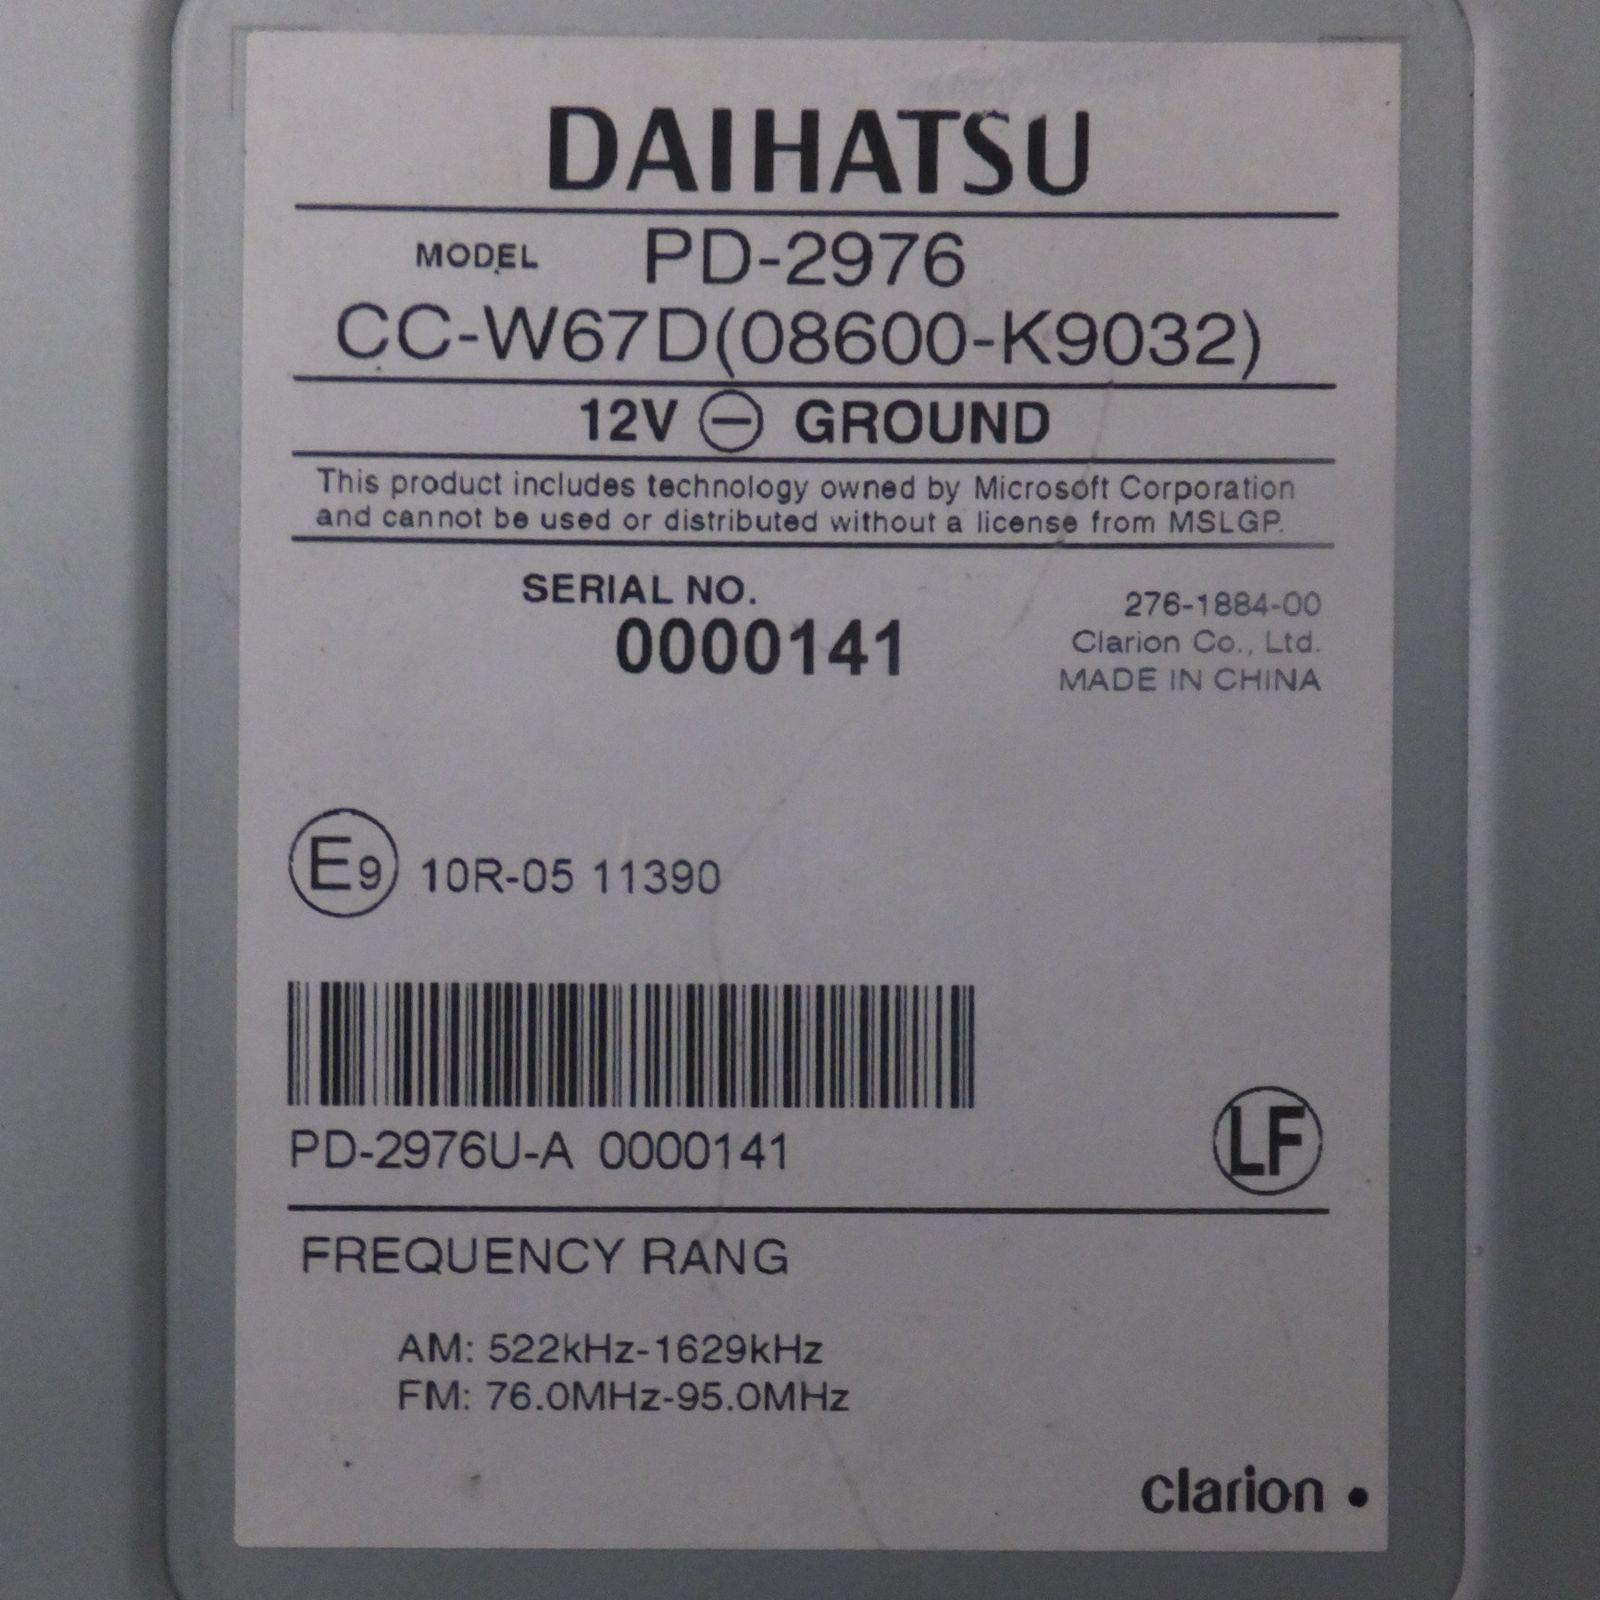 DAIHATSU
MODEL PD-2976
CC-W67D(08600-K9032)
12V ⊖ GROUND
This product includes technology owned by Microsoft Corporation
and cannot be used or distributed without a license from MSLGP.
SERIAL NO.
0000141
276-1884-00
Clarion Co., Ltd.
MADE IN CHINA
E9 10R-05 11390
PD-2976U-A 0000141
LF
FREQUENCY RANG
AM: 522kHz-1629kHz
FM: 76.0MHz-95.0MHz
clarion •